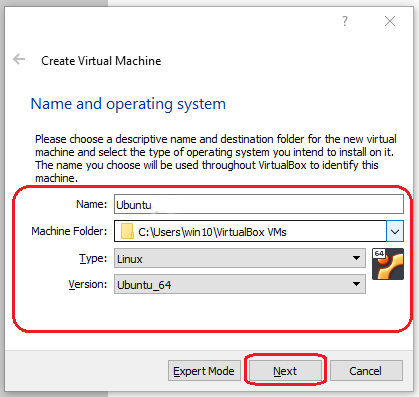 ?
Create Virtual Machine
Name and operating system
Please choose a descriptive name and destination folder for the new virtual
machine and select the type of operating system you intend to install on it.
The name you choose will be used throughout VirtualBox to identify this
machine.
Name: Ubuntu
Machine Folder: C:\Users\win10\VirtualBox VMs
Type: Linux
64
Version: Ubuntu_64
Expert Mode Next Cancel